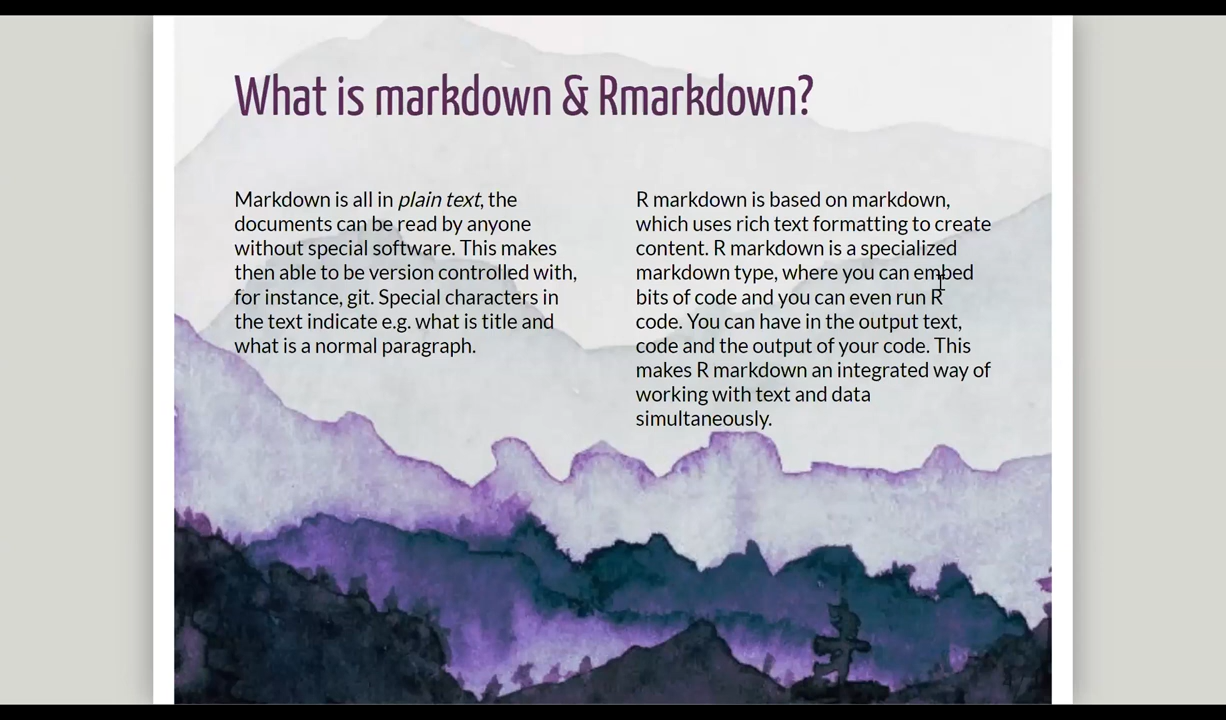 What is markdown & Rmarkdown?
Markdown is all in plain text, the
documents can be read by anyone
without special software. This makes
then able to be version controlled with,
for instance, git. Special characters in
the text indicate e.g. what is title and
what is a normal paragraph.
R markdown is based on markdown,
which uses rich text formatting to create
content. R markdown is a specialized
markdown type, where you can embed
bits of code and you can even run R
code. You can have in the output text,
code and the output of your code. This
makes R markdown an integrated way of
working with text and data
simultaneously.